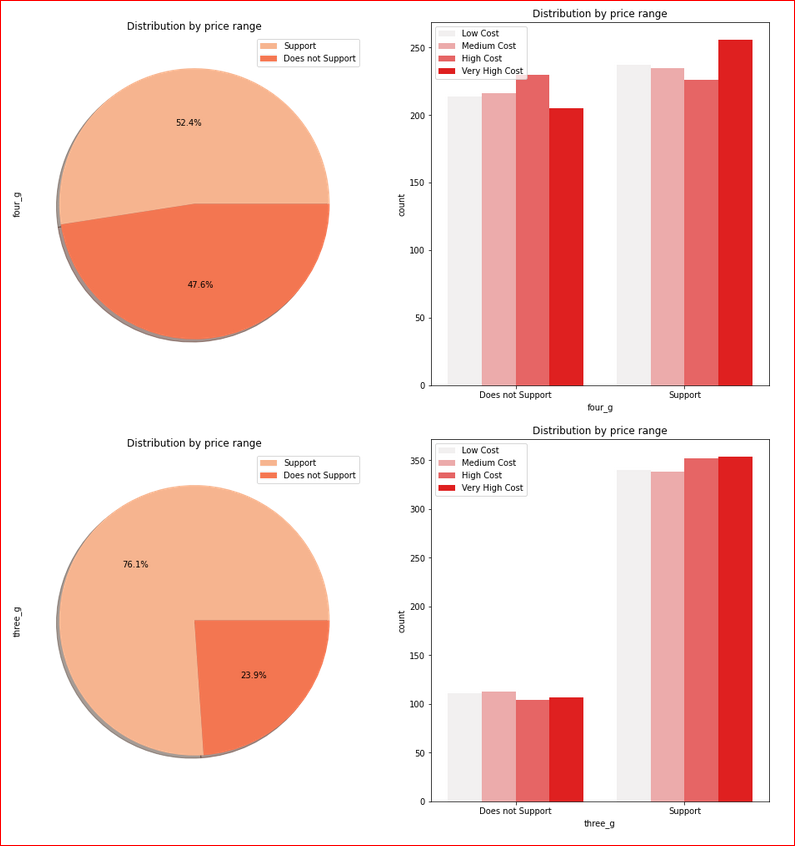 Distribution by price range
Support
Does not Support
52.4%
47.6%
four_g
Distribution by price range
Low Cost
Medium Cost
High Cost
Very High Cost
250
200
150
100
50
0
count
Does not Support
Support
four_g
Distribution by price range
Support
Does not Support
76.1%
23.9%
three_g
Distribution by price range
Low Cost
Medium Cost
High Cost
Very High Cost
350
300
250
200
150
100
50
0
count
Does not Support
Support
three_g